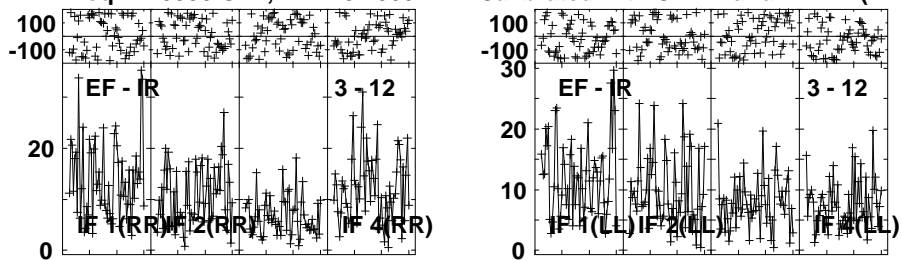 100
-100
EF - IR 3 - 12
20
IF 1(RR) IF 2(RR) IF 4(RR)
0
100
-100
30
EF - IR 3 - 12
20
10
IF 1(LL) IF 2(LL) IF 4(LL)
0